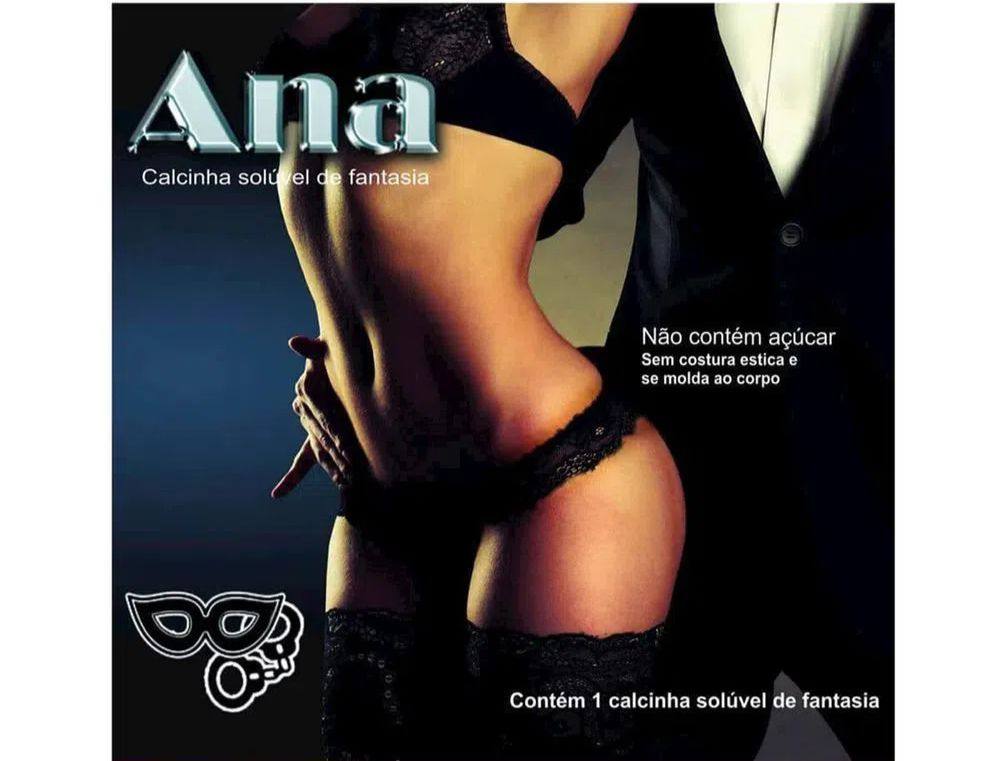 Ana
Calcinha solúvel de fantasia
Não contém açúcar
Sem costura estica e
se molda ao corpo
Contém 1 calcinha solúvel de fantasia